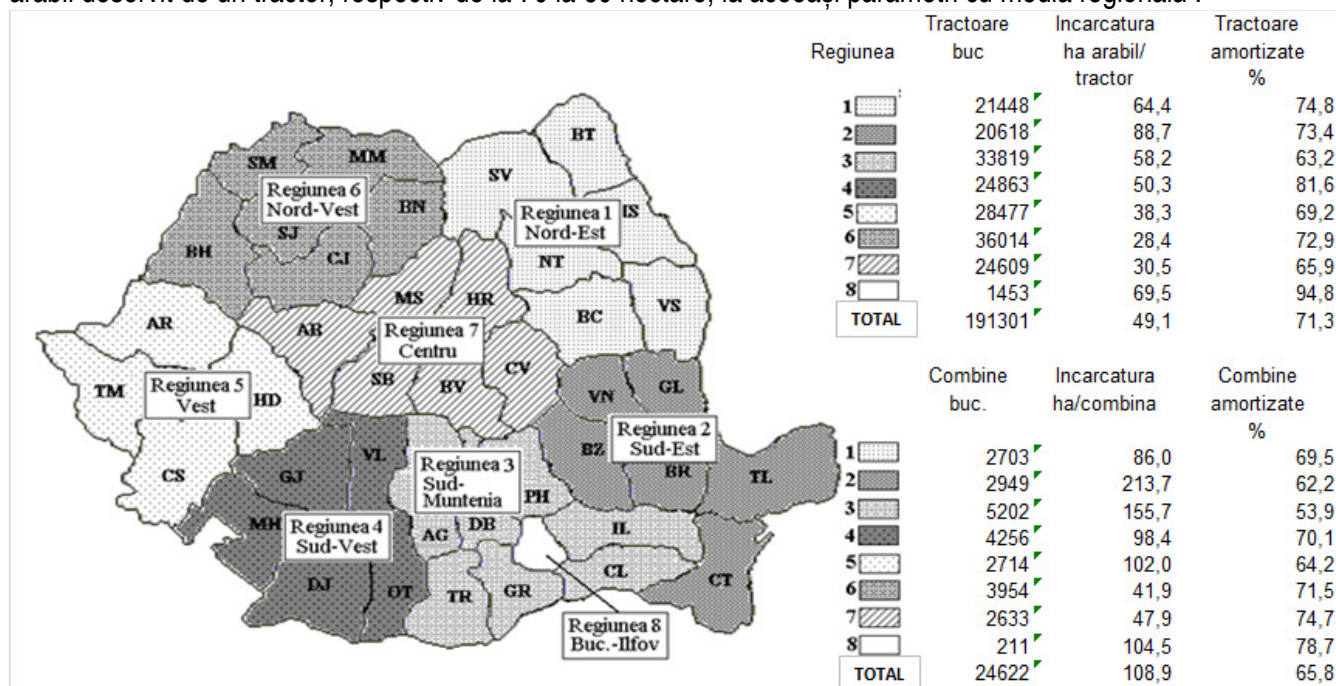 arabil deservit de un tractor, respectiv de la la hectare, la parametri cu media regională .
Regiunea
Tractoare
buc
Incarcatura
ha arabil/
tractor
Tractoare
amortizate
%
1 21448 64,4 74,8
2 20618 88,7 73,4
3 33819 58,2 63,2
4 24863 50,3 81,6
5 28477 38,3 69,2
6 36014 28,4 72,9
7 24609 30,5 65,9
8 1453 69,5 94,8
TOTAL 191301 49,1 71,3
Combine
buc.
Incarcatura
ha/combina
Combine
amortizate
%
1 2703 86,0 69,5
2 2949 213,7 62,2
3 5202 155,7 53,9
4 4256 98,4 70,1
5 2714 102,0 64,2
6 3954 41,9 71,5
7 2633 47,9 74,7
8 211 104,5 78,7
TOTAL 24622 108,9 65,8
BT
SM
MM
SV
Regiunea 6
Nord-Vest
BN
Regiunea 1
Nord-Est
IS
SJ
BH
CJ
NT
MS
HR
VS
BC
AR
AB
Regiunea 7
Centru
CV
TM
Regiunea 5
Vest
HD
SB
BV
VN
GL
Regiunea 2
Sud-Est
BZ
BR
TL
CS
GJ
VL
Regiunea 3
Sud-
Muntenia
PH
MH
Regiunea 4
Sud-Vest
AG
DB
IL
DJ
OT
TR
GR
CL
CT
Regiunea 8
Buc.-Ilfov